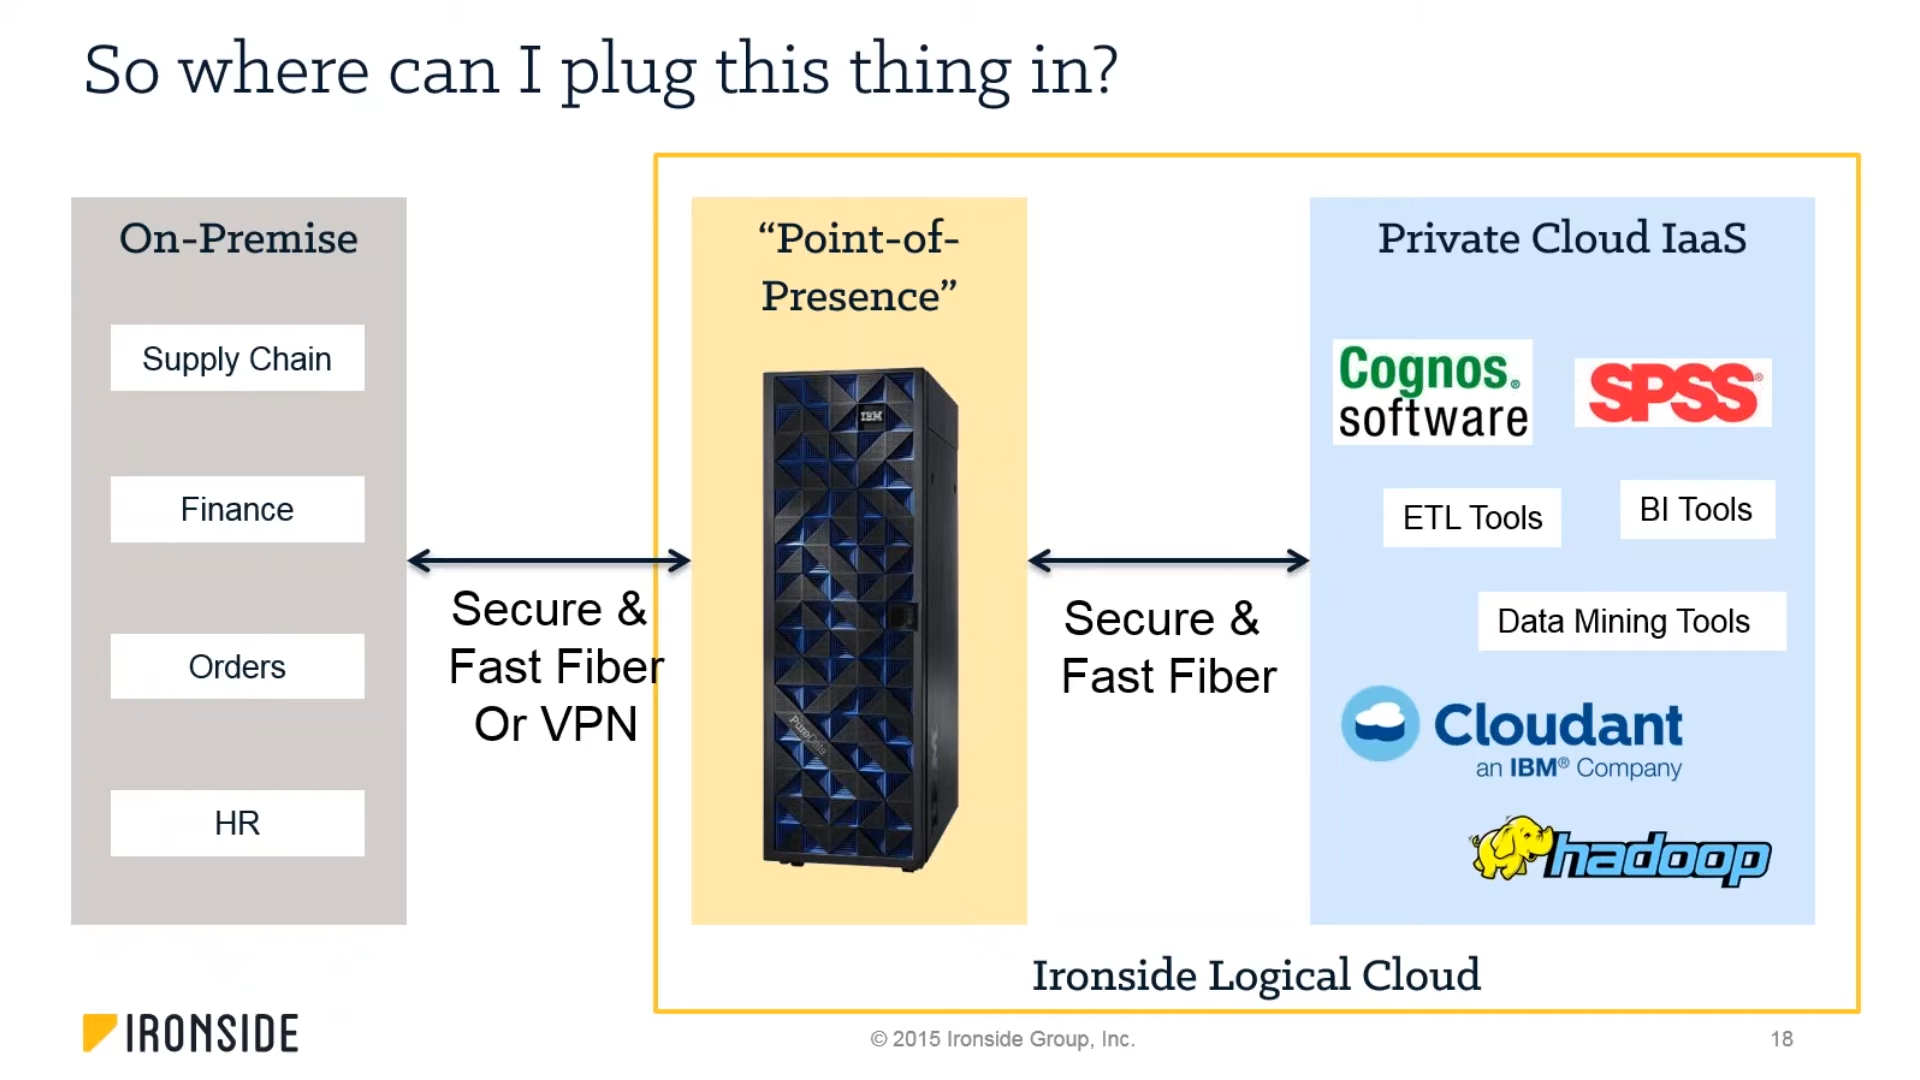 So where can I plug this thing in?
On-Premise
Supply Chain
Finance
Orders
HR
Secure &
Fast Fiber
Or VPN
“Point-of-
Presence”
IBM
PureData
Secure &
Fast Fiber
Private Cloud IaaS
Cognos®
software
SPSS®
ETL Tools
BI Tools
Data Mining Tools
Cloudant
an IBM® Company
hadoop
Ironside Logical Cloud
IRONSIDE
© 2015 Ironside Group, Inc.
18